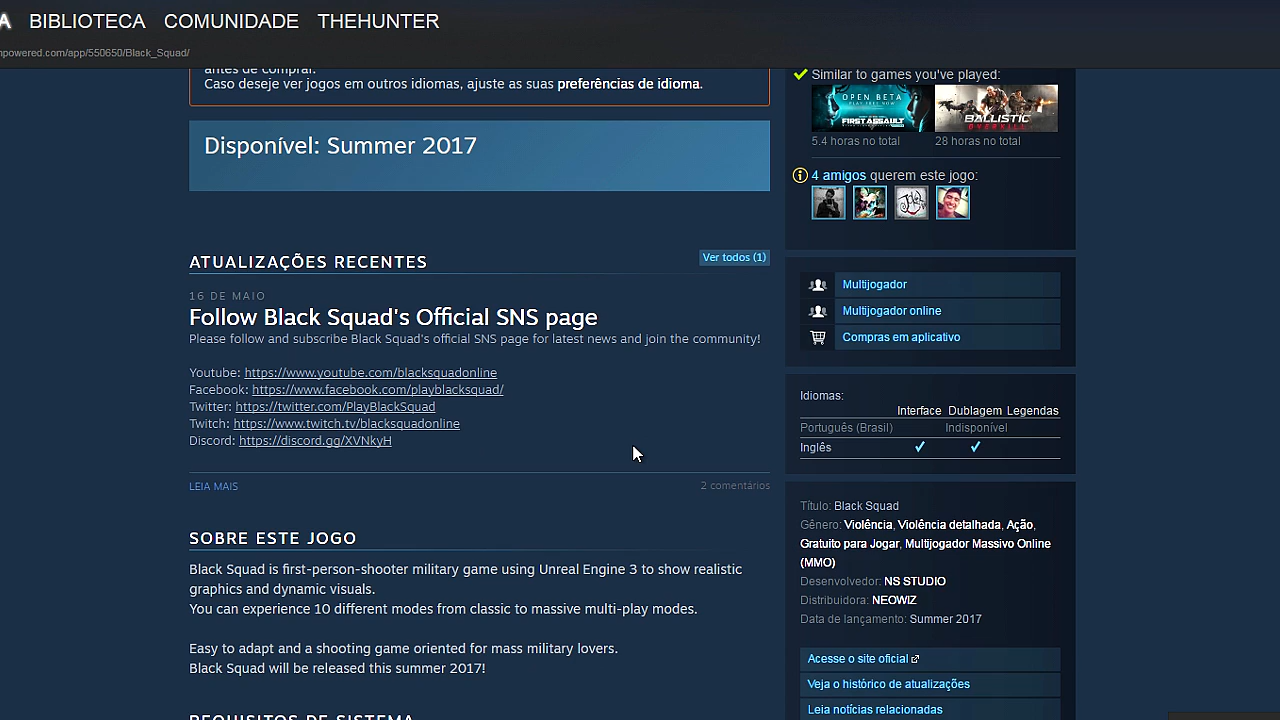 A BIBLIOTECA COMUNIDADE THEHUNTER
npowered.com/app/550650/Black_Squad/
antes de comprar.
Caso deseje ver jogos em outros idiomas, ajuste as suas preferências de idioma.
Disponível: Summer 2017
ATUALIZAÇÕES RECENTES
Ver todos (1)
16 DE MAIO
Follow Black Squad's Official SNS page
Please follow and subscribe Black Squad's official SNS page for latest news and join the community!
Youtube: https://www.youtube.com/blacksquadonline
Facebook: https://www.facebook.com/playblacksquad/
Twitter: https://twitter.com/PlayBlackSquad
Twitch: https://www.twitch.tv/blacksquadonline
Discord: https://discord.gg/XVNkyH
LEIA MAIS
2 comentários
SOBRE ESTE JOGO
Black Squad is first-person-shooter military game using Unreal Engine 3 to show realistic
graphics and dynamic visuals.
You can experience 10 different modes from classic to massive multi-play modes.
Easy to adapt and a shooting game oriented for mass military lovers.
Black Squad will be released this summer 2017!
REQUISITOS DE SISTEMA
Similar to games you've played:
OPEN BETA
PLAY FREE NOW
FIRST ASSAULT
BALLISTIC
OVERKILL
5.4 horas no total
28 horas no total
4 amigos querem este jogo:
Multijogador
Multijogador online
Compras em aplicativo
Idiomas:
Interface Dublagem Legendas
Português (Brasil) Indisponível
Inglês ✔ ✔
Título: Black Squad
Gênero: Violência, Violência detalhada, Ação,
Gratuito para Jogar, Multijogador Massivo Online
(MMO)
Desenvolvedor: NS STUDIO
Distribuidora: NEOWIZ
Data de lançamento: Summer 2017
Acesse o site oficial
Veja o histórico de atualizações
Leia notícias relacionadas